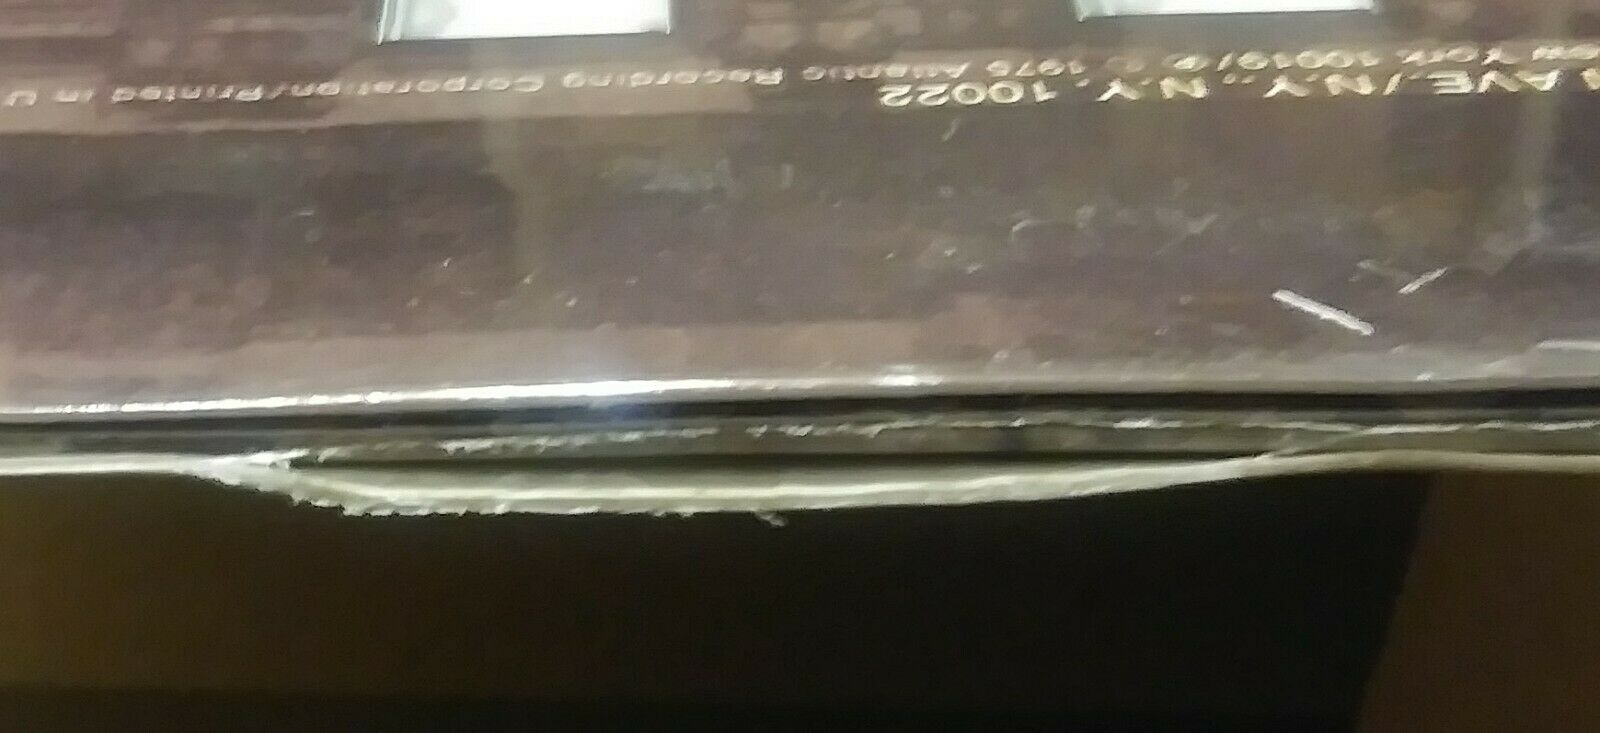 AVE./N.Y., N.Y. 10022
York 10019/℗ © 1975 Atlantic Recording Corporation/Printed in U